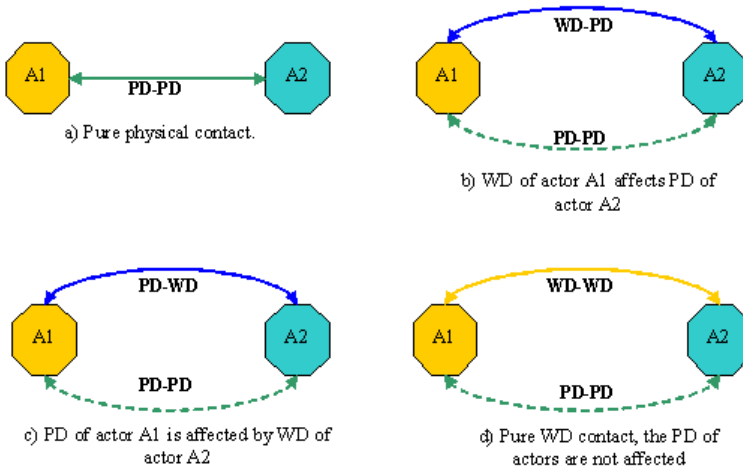 A1
A2
PD-PD
a) Pure physical contact.
WD-PD
A1
A2
PD-PD
b) WD of actor A1 affects PD of
actor A2
PD-WD
A1
A2
PD-PD
c) PD of actor A1 is affected by WD of
actor A2
WD-WD
A1
A2
PD-PD
d) Pure WD contact, the PD of
actors are not affected